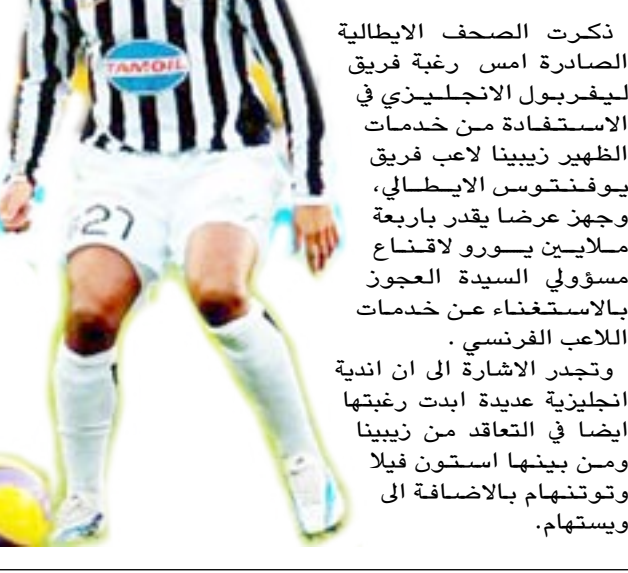 ذكرت الصحف الايطالية
الصادرة امس رغبة فريق
ليفربول الانجليزي في
الاستفادة من خدمات
الظهير زيبينا لاعب فريق
يوفنتوس الايطالي،
وجهز عرضا يقدر باربعة
ملايين يورو لاقناع
مسؤولي السيدة العجوز
بالاستغناء عن خدمات
اللاعب الفرنسي .
وتجدر الاشارة الى ان اندية
انجليزية عديدة ابدت رغبتها
ايضا في التعاقد من زيبينا
ومن بينها استون فيلا
وتوتنهام بالاضافة الى
ويستهام.
TAMOIL
27